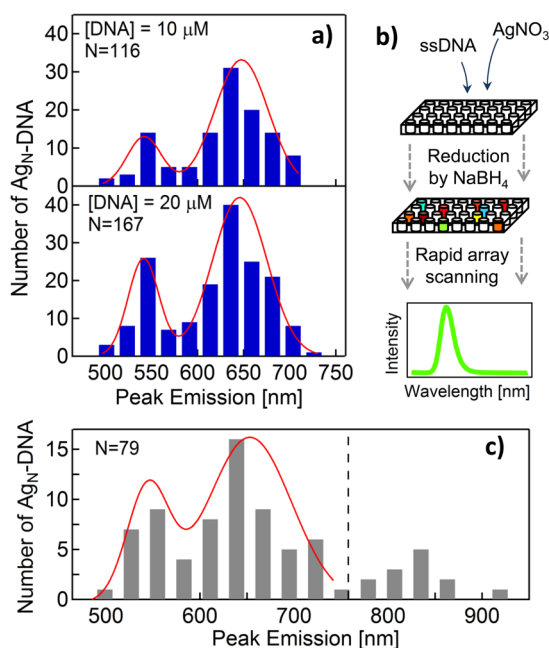 [DNA] = 10 μM
N=116
a)
40
30
20
10
0
[DNA] = 20 μM
N=167
40
30
20
10
0
Number of Ag_N-DNA
500 550 600 650 700 750
Peak Emission [nm]
b)
ssDNA
AgNO₃
Reduction
by NaBH₄
Rapid array
scanning
Intensity
Wavelength [nm]
c)
N=79
15
10
5
0
Number of Ag_N-DNA
500 600 700 800 900
Peak Emission [nm]